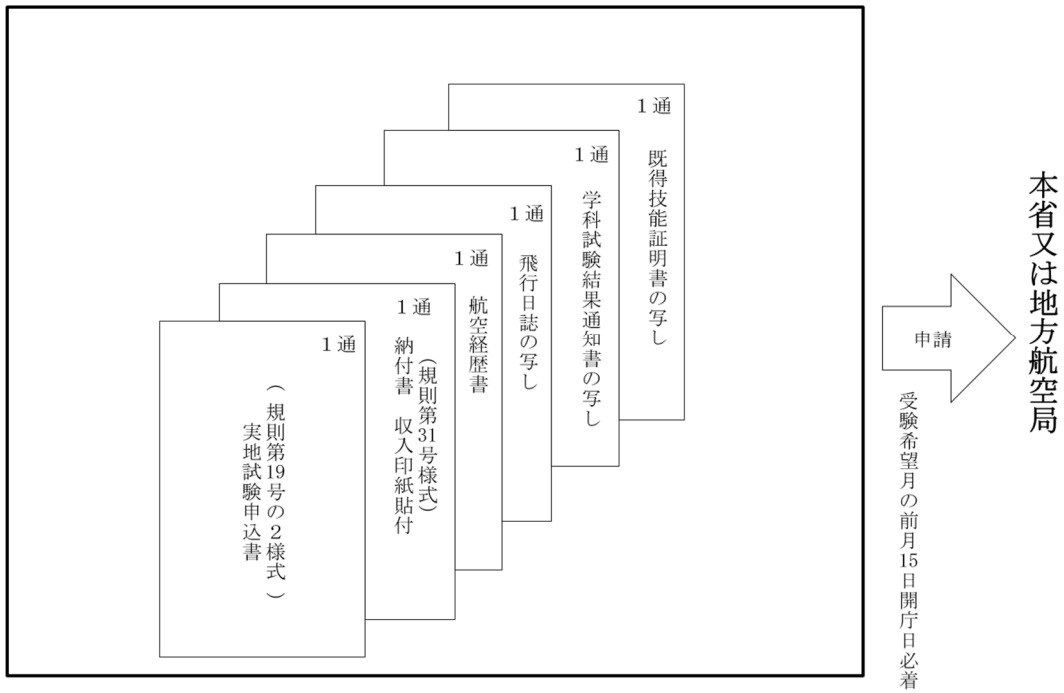 1通
既得技能証明書の写し
1通
学科試験結果通知書の写し
1通
飛行日誌の写し
1通
航空経歴書
1通
(規則第31号様式)
納付書 収入印紙貼付
1通
(規則第19号の2様式)
実地試験申込書
申請
受験希望月の前月15日開庁日必着
本省又は地方航空局